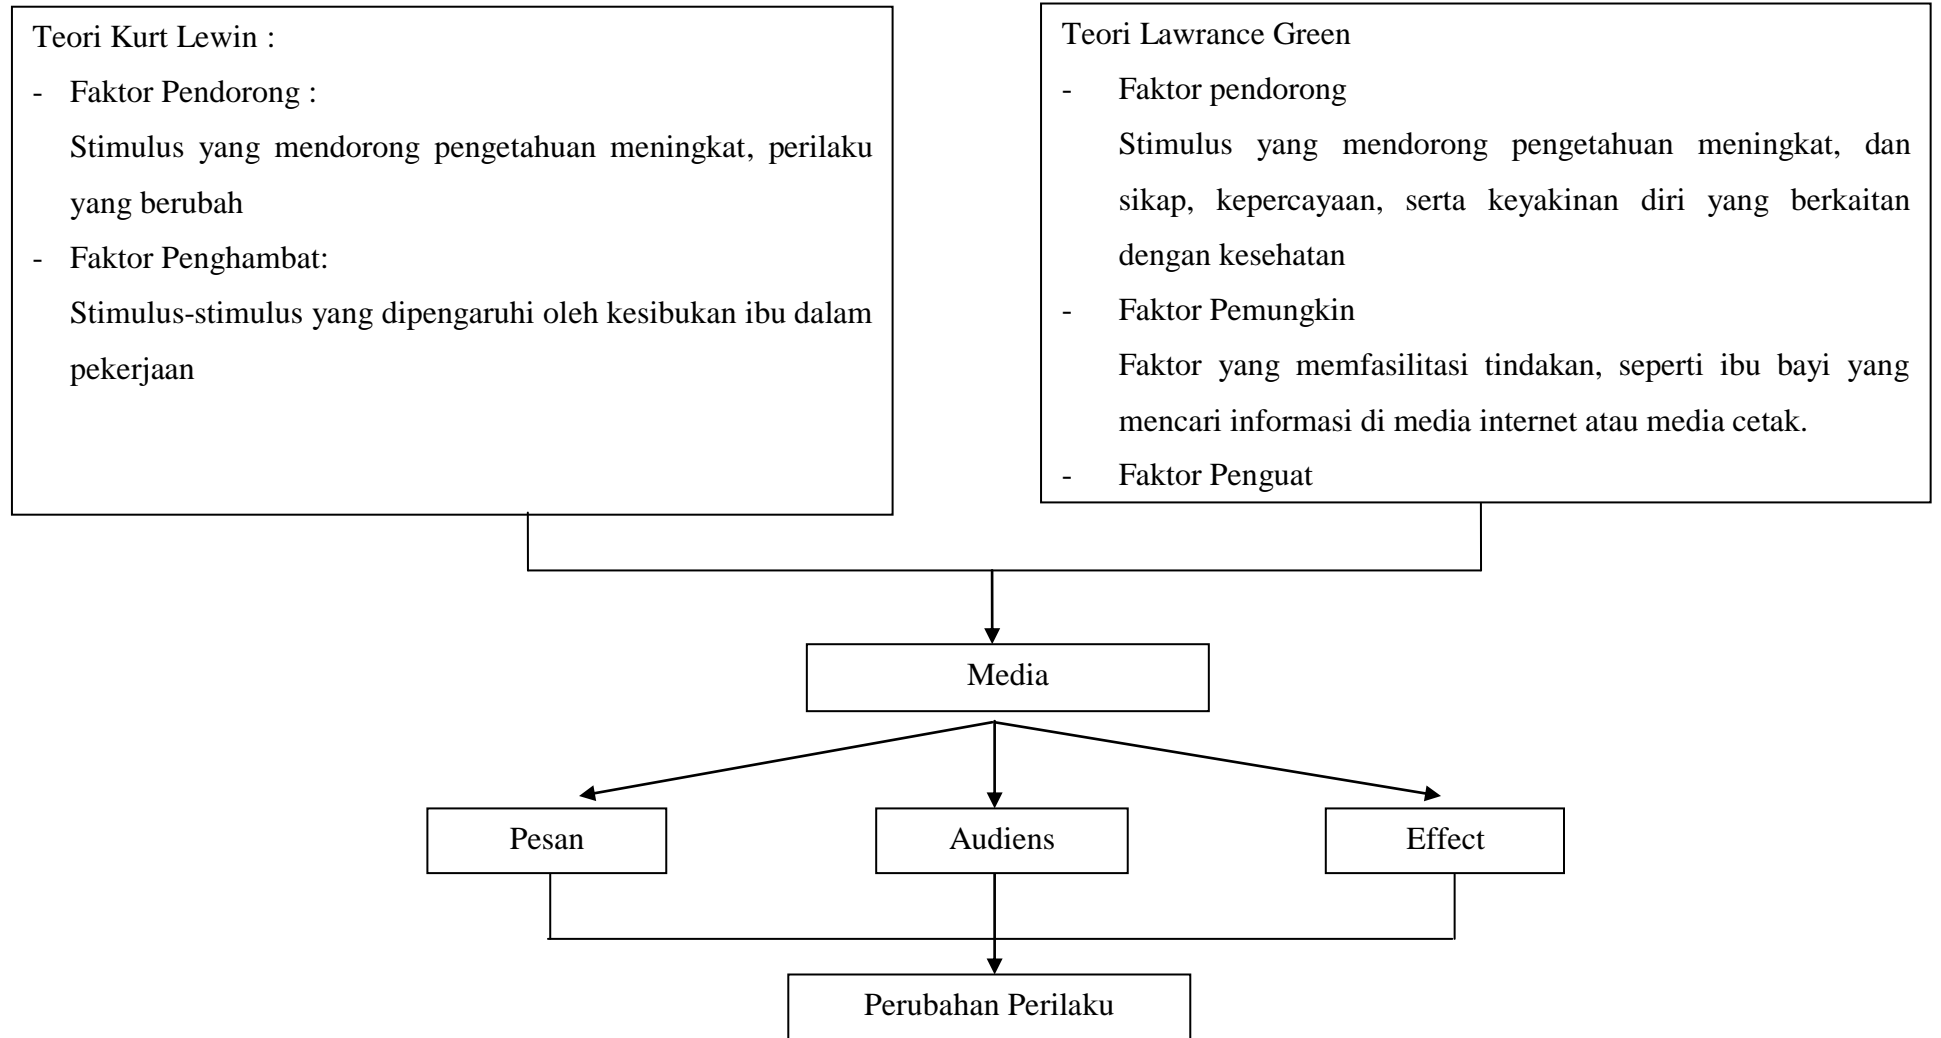 Teori Kurt Lewin :
- Faktor Pendorong :
Stimulus yang mendorong pengetahuan meningkat, perilaku
yang berubah
- Faktor Penghambat:
Stimulus-stimulus yang dipengaruhi oleh kesibukan ibu dalam
pekerjaan
Teori Lawrance Green
- Faktor pendorong
Stimulus yang mendorong pengetahuan meningkat, dan
sikap, kepercayaan, serta keyakinan diri yang berkaitan
dengan kesehatan
- Faktor Pemungkin
Faktor yang memfasilitasi tindakan, seperti ibu bayi yang
mencari informasi di media internet atau media cetak.
- Faktor Penguat
Media
Pesan
Audiens
Effect
Perubahan Perilaku